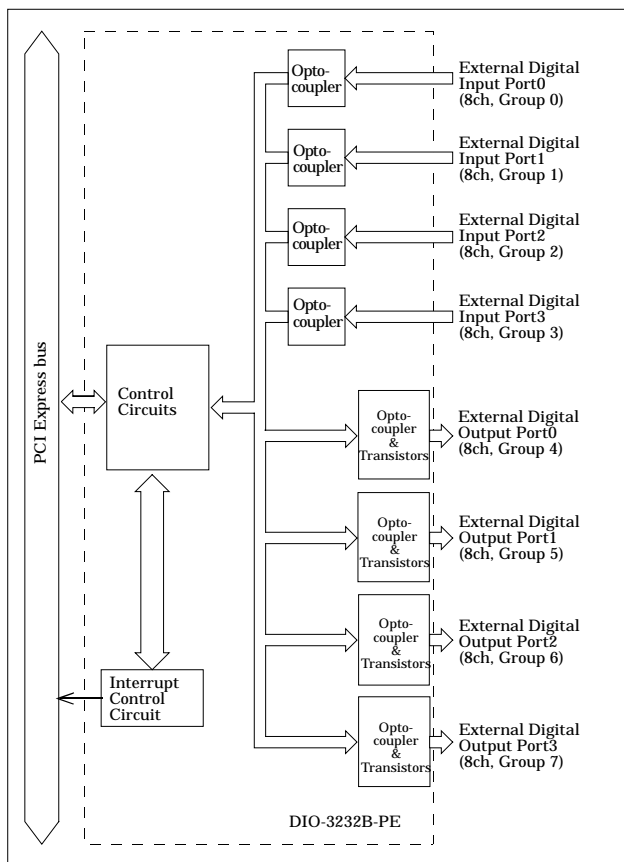 Opto-
coupler
External Digital
Input Port0
(8ch, Group 0)
Opto-
coupler
External Digital
Input Port1
(8ch, Group 1)
Opto-
coupler
External Digital
Input Port2
(8ch, Group 2)
Opto-
coupler
External Digital
Input Port3
(8ch, Group 3)
PCI Express bus
Control
Circuits
Opto-
coupler
&
Transistors
External Digital
Output Port0
(8ch, Group 4)
Opto-
coupler
&
Transistors
External Digital
Output Port1
(8ch, Group 5)
Opto-
coupler
&
Transistors
External Digital
Output Port2
(8ch, Group 6)
Interrupt
Control
Circuit
Opto-
coupler
&
Transistors
External Digital
Output Port3
(8ch, Group 7)
DIO-3232B-PE